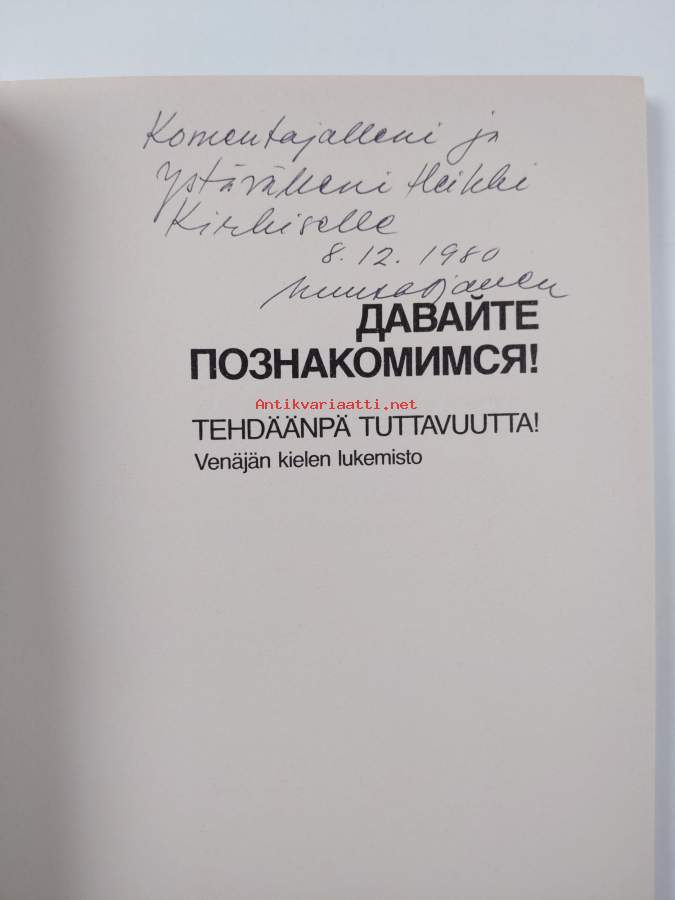 Komentajalleni ja
Ystävälleni Heikki
Kirkiselle
8.12.1980
ДАВАЙТЕ
ПОЗНАКОМИМСЯ!
Antikvariaatti.net
TEHDÄÄNPÄ TUTTAVUUTTA!
Venäjän kielen lukemisto